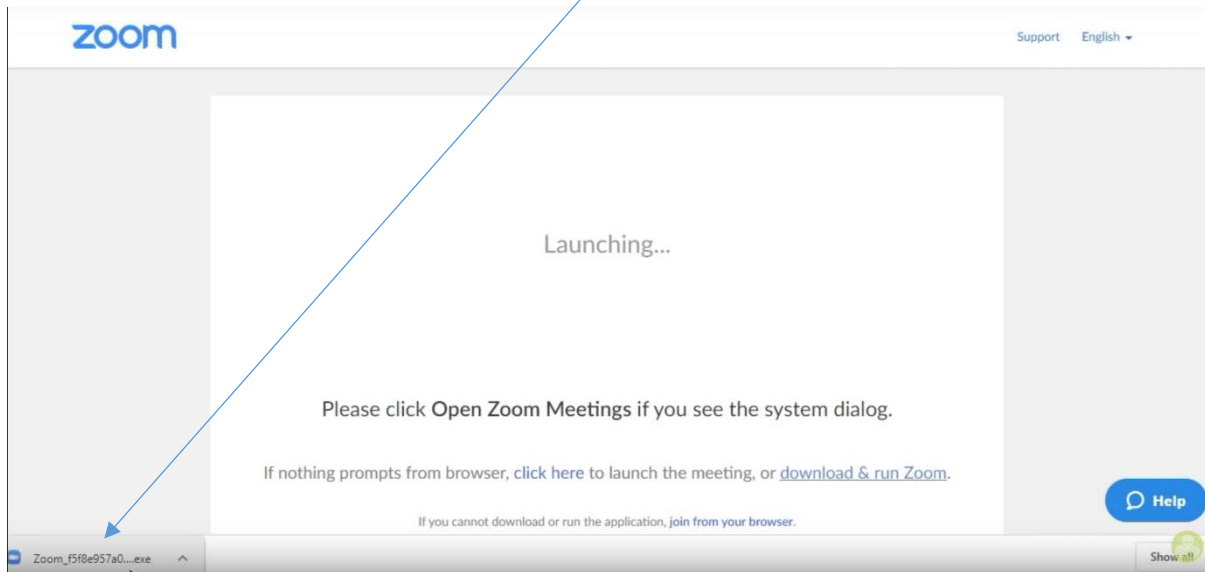 zoom
Support English
Launching...
Please click Open Zoom Meetings if you see the system dialog.
If nothing prompts from browser, click here to launch the meeting, or download & run Zoom.
Help
If you cannot download or run the application, join from your browser.
Zoom_f5f8e957a0....exe
Show all